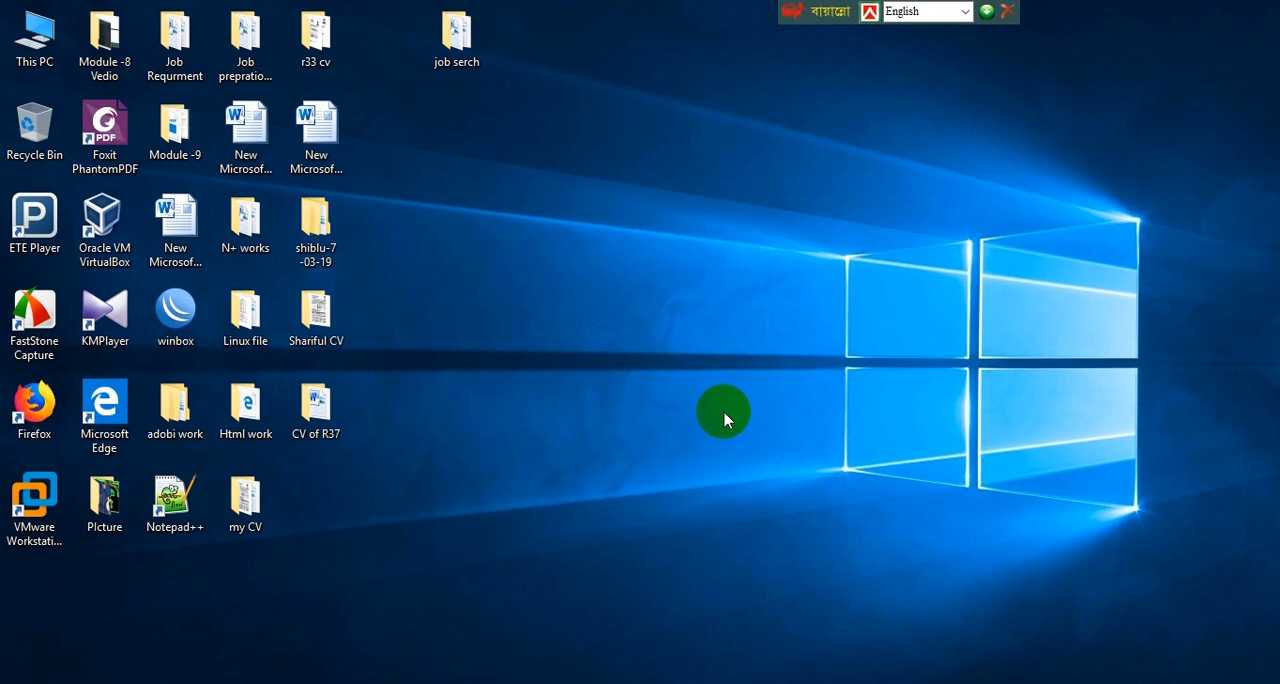 বায়ান্নো
English
This PC
Module -8
Vedio
Job
Requrment
Job
prepratio...
r33 cv
job serch
Recycle Bin
Foxit
PhantomPDF
Module -9
New
Microsof...
New
Microsof...
ETE Player
Oracle VM
VirtualBox
New
Microsof...
N+ works
shiblu-7
-03-19
FastStone
Capture
KMPlayer
winbox
Linux file
Shariful CV
Firefox
Microsoft
Edge
adobi work
Html work
CV of R37
VMware
Workstati...
PIcture
Notepad++
my CV